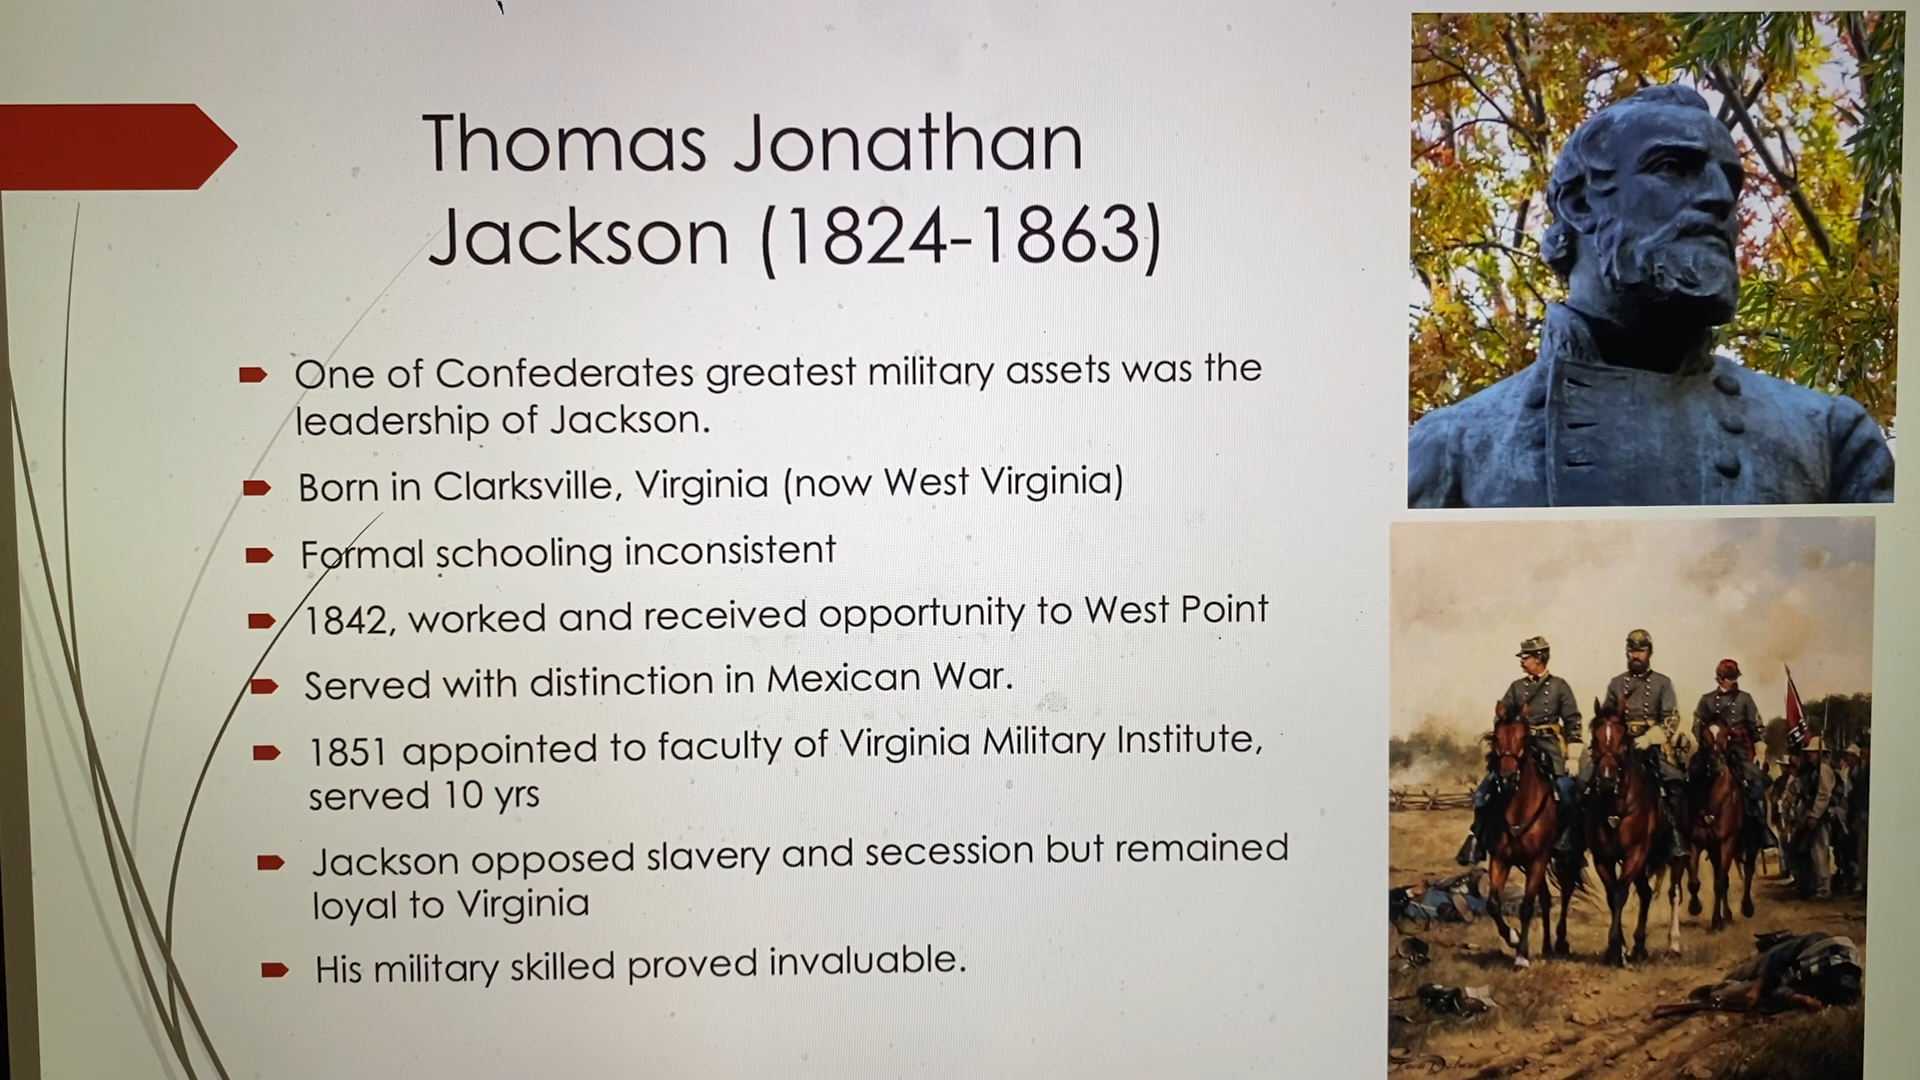 Thomas Jonathan
Jackson (1824-1863)
One of Confederates greatest military assets was the
leadership of Jackson.
Born in Clarksville, Virginia (now West Virginia)
Formal schooling inconsistent
1842, worked and received opportunity to West Point
Served with distinction in Mexican War.
1851 appointed to faculty of Virginia Military Institute,
served 10 yrs
Jackson opposed slavery and secession but remained
loyal to Virginia
His military skilled proved invaluable.